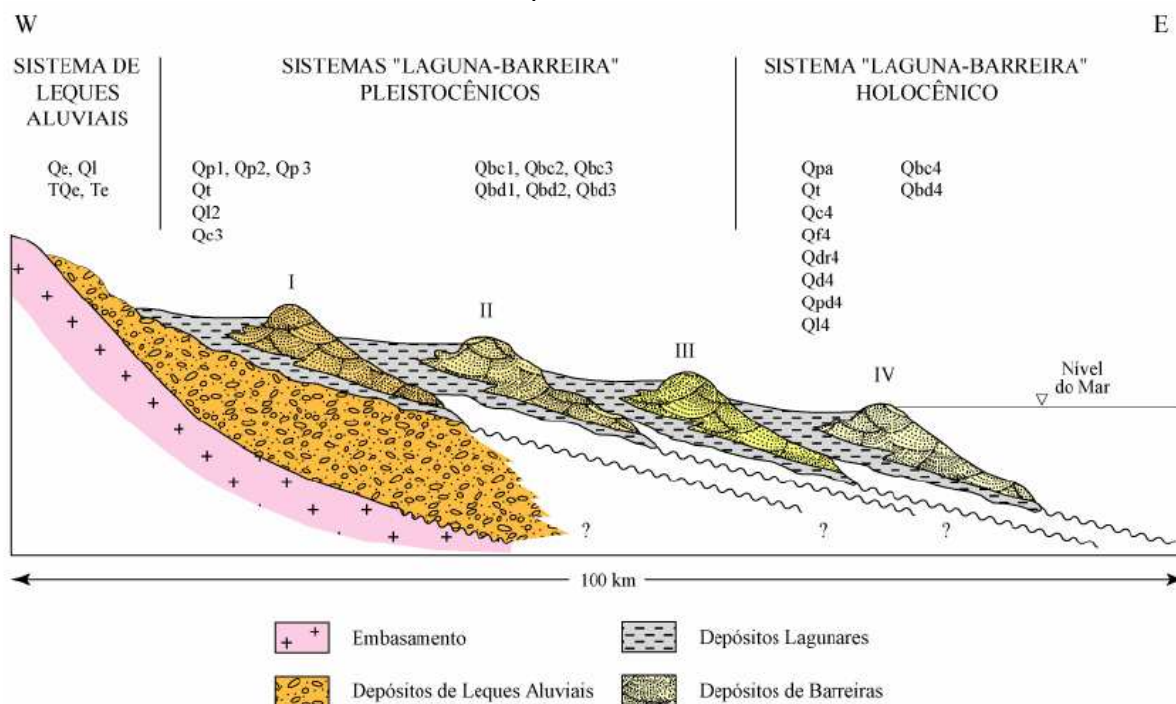 W
E
SISTEMA DE
LEQUES
ALUVIAIS
SISTEMAS "LAGUNA-BARREIRA"
PLEISTOCÊNICOS
SISTEMA "LAGUNA-BARREIRA"
HOLOCÊNICO
Qe, Ql
TQe, Te
Qp1, Qp2, Qp3
Qt
Ql2
Qc3
Qbc1, Qbc2, Qbc3
Qbd1, Qbd2, Qbd3
Qpa
Qt
Qc4
Qf4
Qdr4
Qd4
Qpd4
Ql4
Qbc4
Qbd4
I
II
III
IV
Nível
do Mar
?
?
?
100 km
Embasamento
Depósitos Lagunares
Depósitos de Leques Aluviais
Depósitos de Barreiras